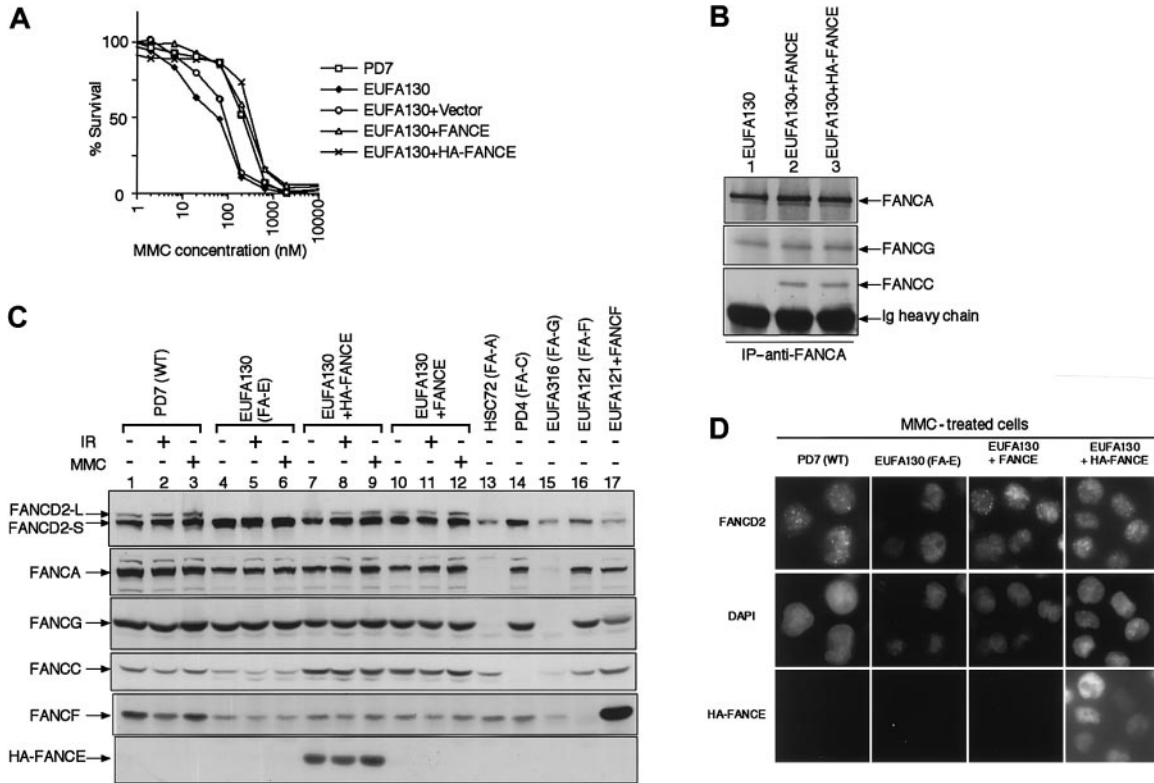 A
100
50
0
% Survival
1
10
100
1000
10000
MMC concentration (nM)
PD7
EUFA130
EUFA130+Vector
EUFA130+FANCE
EUFA130+HA-FANCE
B
EUFA130
EUFA130+FANCE
EUFA130+HA-FANCE
1 2 3
FANCA
FANCG
FANCC
Ig heavy chain
IP-anti-FANCA
C
PD7 (WT)
EUFA130
(FA-E)
EUFA130
+HA-FANCE
EUFA130
+FANCE
HSC72 (FA-A)
PD4 (FA-C)
EUFA316 (FA-G)
EUFA121 (FA-F)
EUFA121+FANCF
IR - + - - + - - + - - + - - - - - -
MMC - - + - - + - - + - - + - - - - -
1 2 3 4 5 6 7 8 9 10 11 12 13 14 15 16 17
FANCD2-L
FANCD2-S
FANCA
FANCG
FANCC
FANCF
HA-FANCE
D
MMC-treated cells
PD7 (WT)
EUFA130 (FA-E)
EUFA130
+ FANCE
EUFA130
+ HA-FANCE
FANCD2
DAPI
HA-FANCE